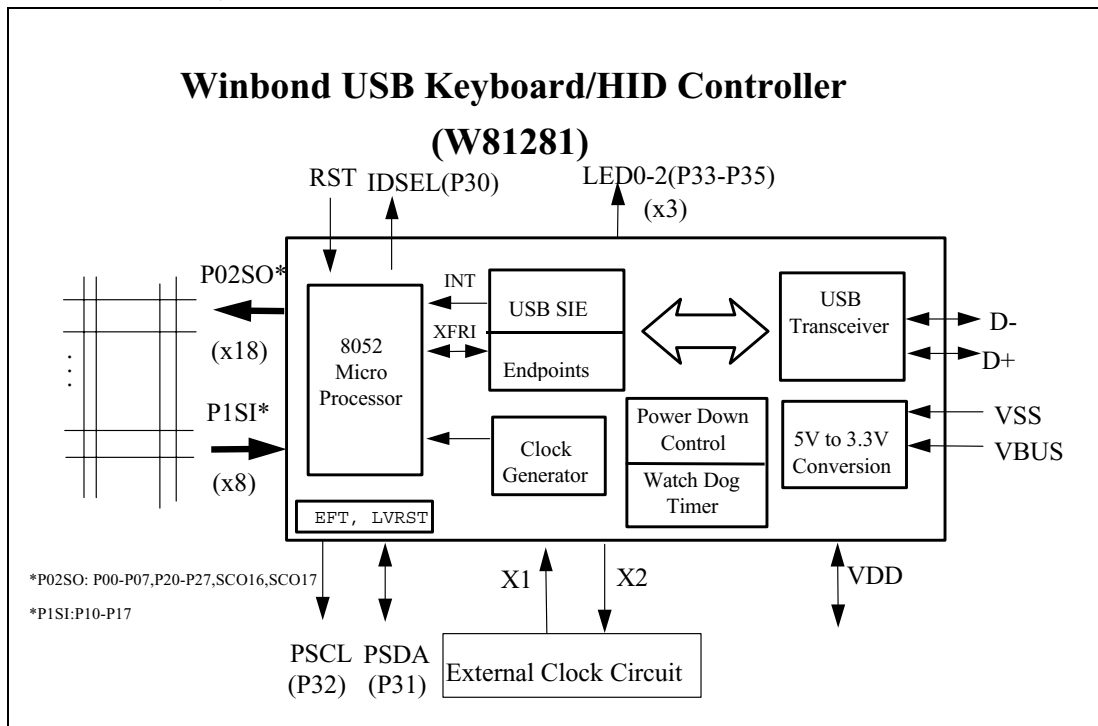 Winbond USB Keyboard/HID Controller
(W81281)
RST
IDSEL(P30)
LED0-2(P33-P35)
(x3)
P02SO*
(x18)
P1SI*
(x8)
8052
Micro
Processor
INT
XFRI
USB SIE
Endpoints
USB
Transceiver
D-
D+
Clock
Generator
Power Down
Control
Watch Dog
Timer
5V to 3.3V
Conversion
VSS
VBUS
EFT, LVRST
*P02SO: P00-P07,P20-P27,SCO16,SCO17
*P1SI:P10-P17
X1
X2
VDD
PSCL
(P32)
PSDA
(P31)
External Clock Circuit